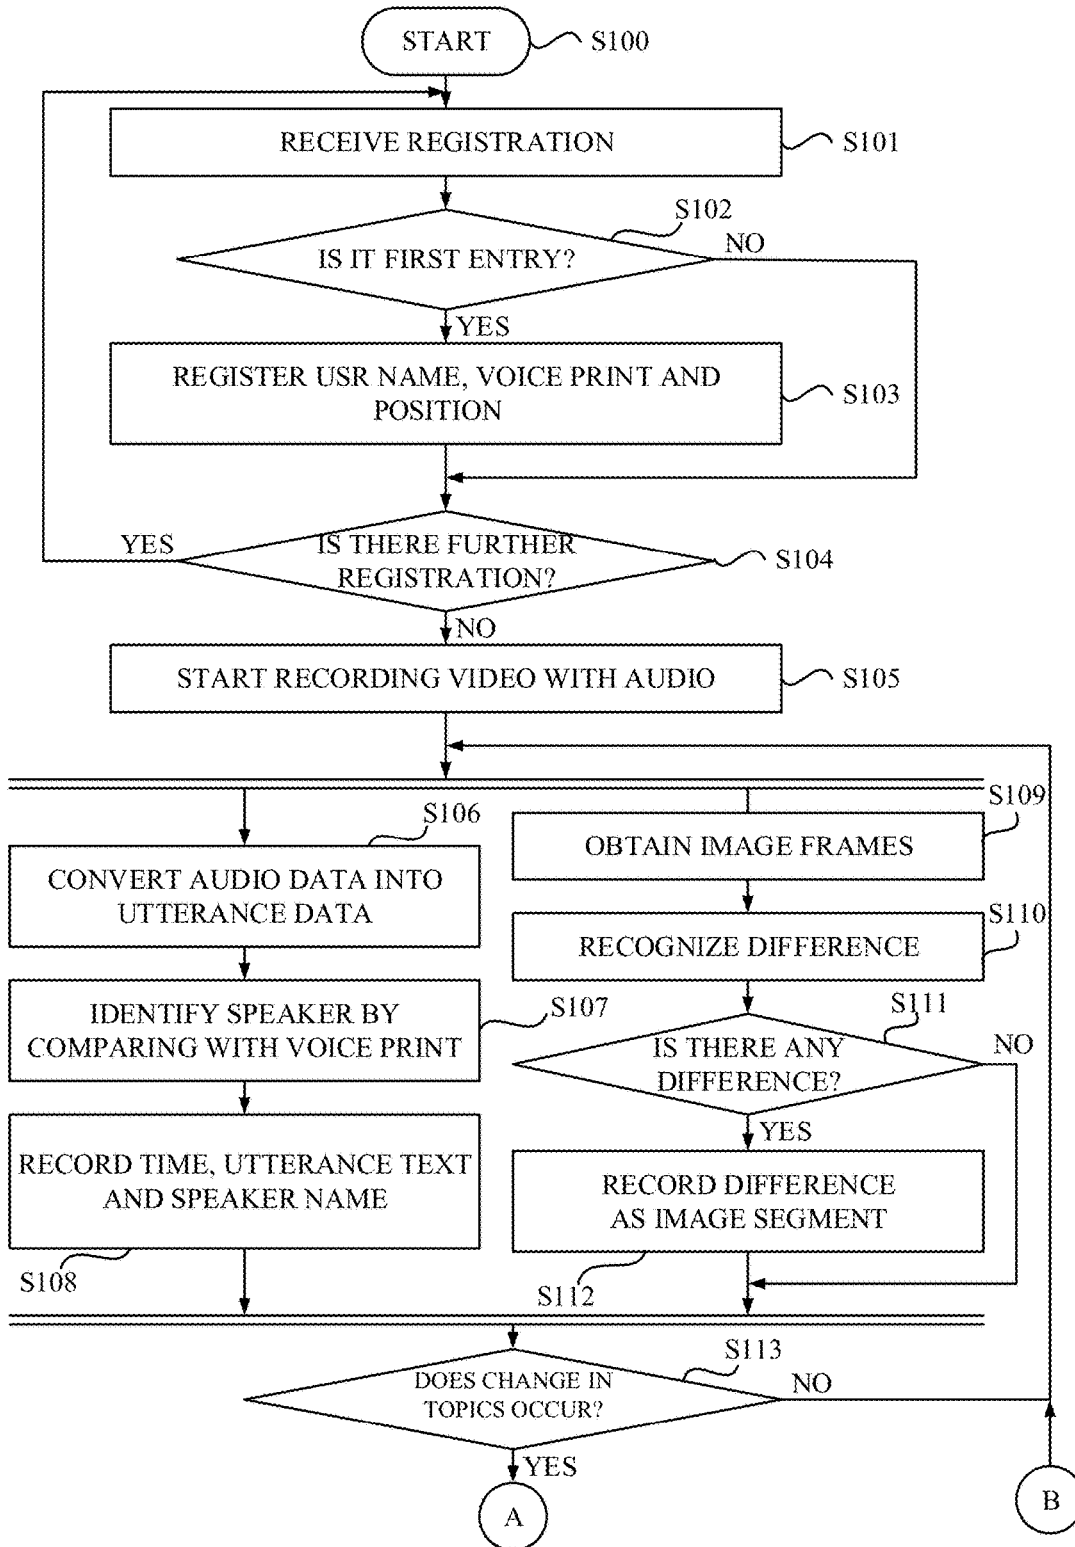 START
S100
RECEIVE REGISTRATION
S101
S102
IS IT FIRST ENTRY?
NO
YES
REGISTER USR NAME, VOICE PRINT AND
POSITION
S103
YES
IS THERE FURTHER
REGISTRATION?
S104
NO
START RECORDING VIDEO WITH AUDIO
S105
S106
CONVERT AUDIO DATA INTO
UTTERANCE DATA
IDENTIFY SPEAKER BY
COMPARING WITH VOICE PRINT
S107
RECORD TIME, UTTERANCE TEXT
AND SPEAKER NAME
S108
S109
OBTAIN IMAGE FRAMES
S110
RECOGNIZE DIFFERENCE
S111
IS THERE ANY
DIFFERENCE?
NO
YES
RECORD DIFFERENCE
AS IMAGE SEGMENT
S112
S113
DOES CHANGE IN
TOPICS OCCUR?
NO
YES
A
B